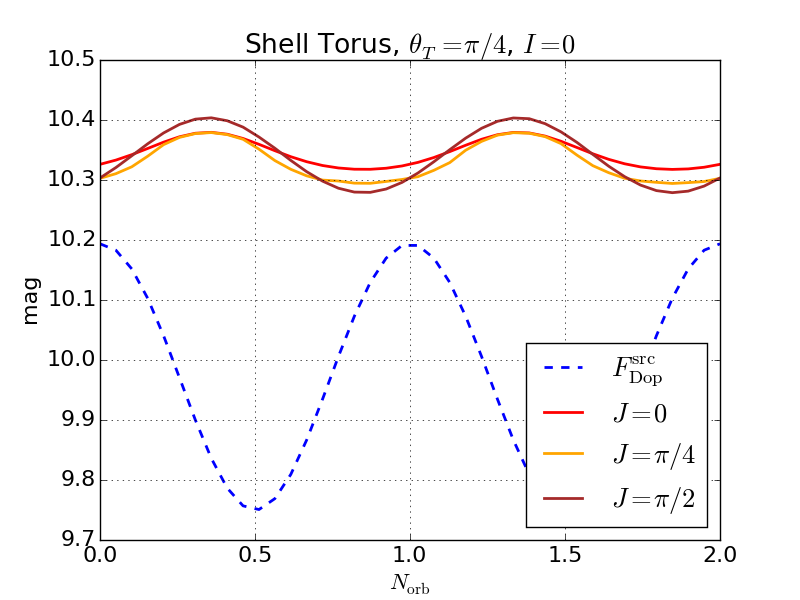 Shell Torus, θ_T = π/4, I = 0
mag
10.5
10.4
10.3
10.2
10.1
10.0
9.9
9.8
9.7
0.0 0.5 1.0 1.5 2.0
N_orb
F_Dop^src
J = 0
J = π/4
J = π/2